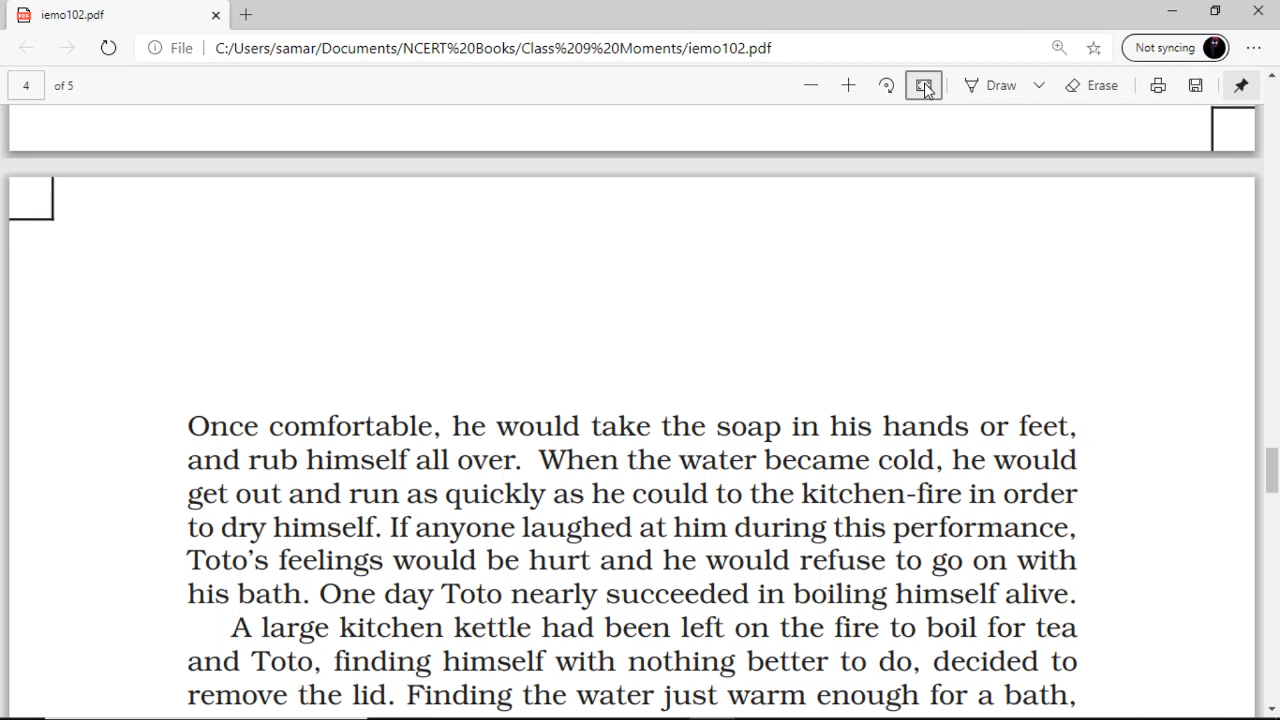 iemo102.pdf
File
C:/Users/samar/Documents/NCERT%20Books/Class%209%20Moments/iemo102.pdf
Not syncing
4 of 5
Draw
Erase
Once comfortable, he would take the soap in his hands or feet,
and rub himself all over. When the water became cold, he would
get out and run as quickly as he could to the kitchen-fire in order
to dry himself. If anyone laughed at him during this performance,
Toto’s feelings would be hurt and he would refuse to go on with
his bath. One day Toto nearly succeeded in boiling himself alive.
A large kitchen kettle had been left on the fire to boil for tea
and Toto, finding himself with nothing better to do, decided to
remove the lid. Finding the water just warm enough for a bath,